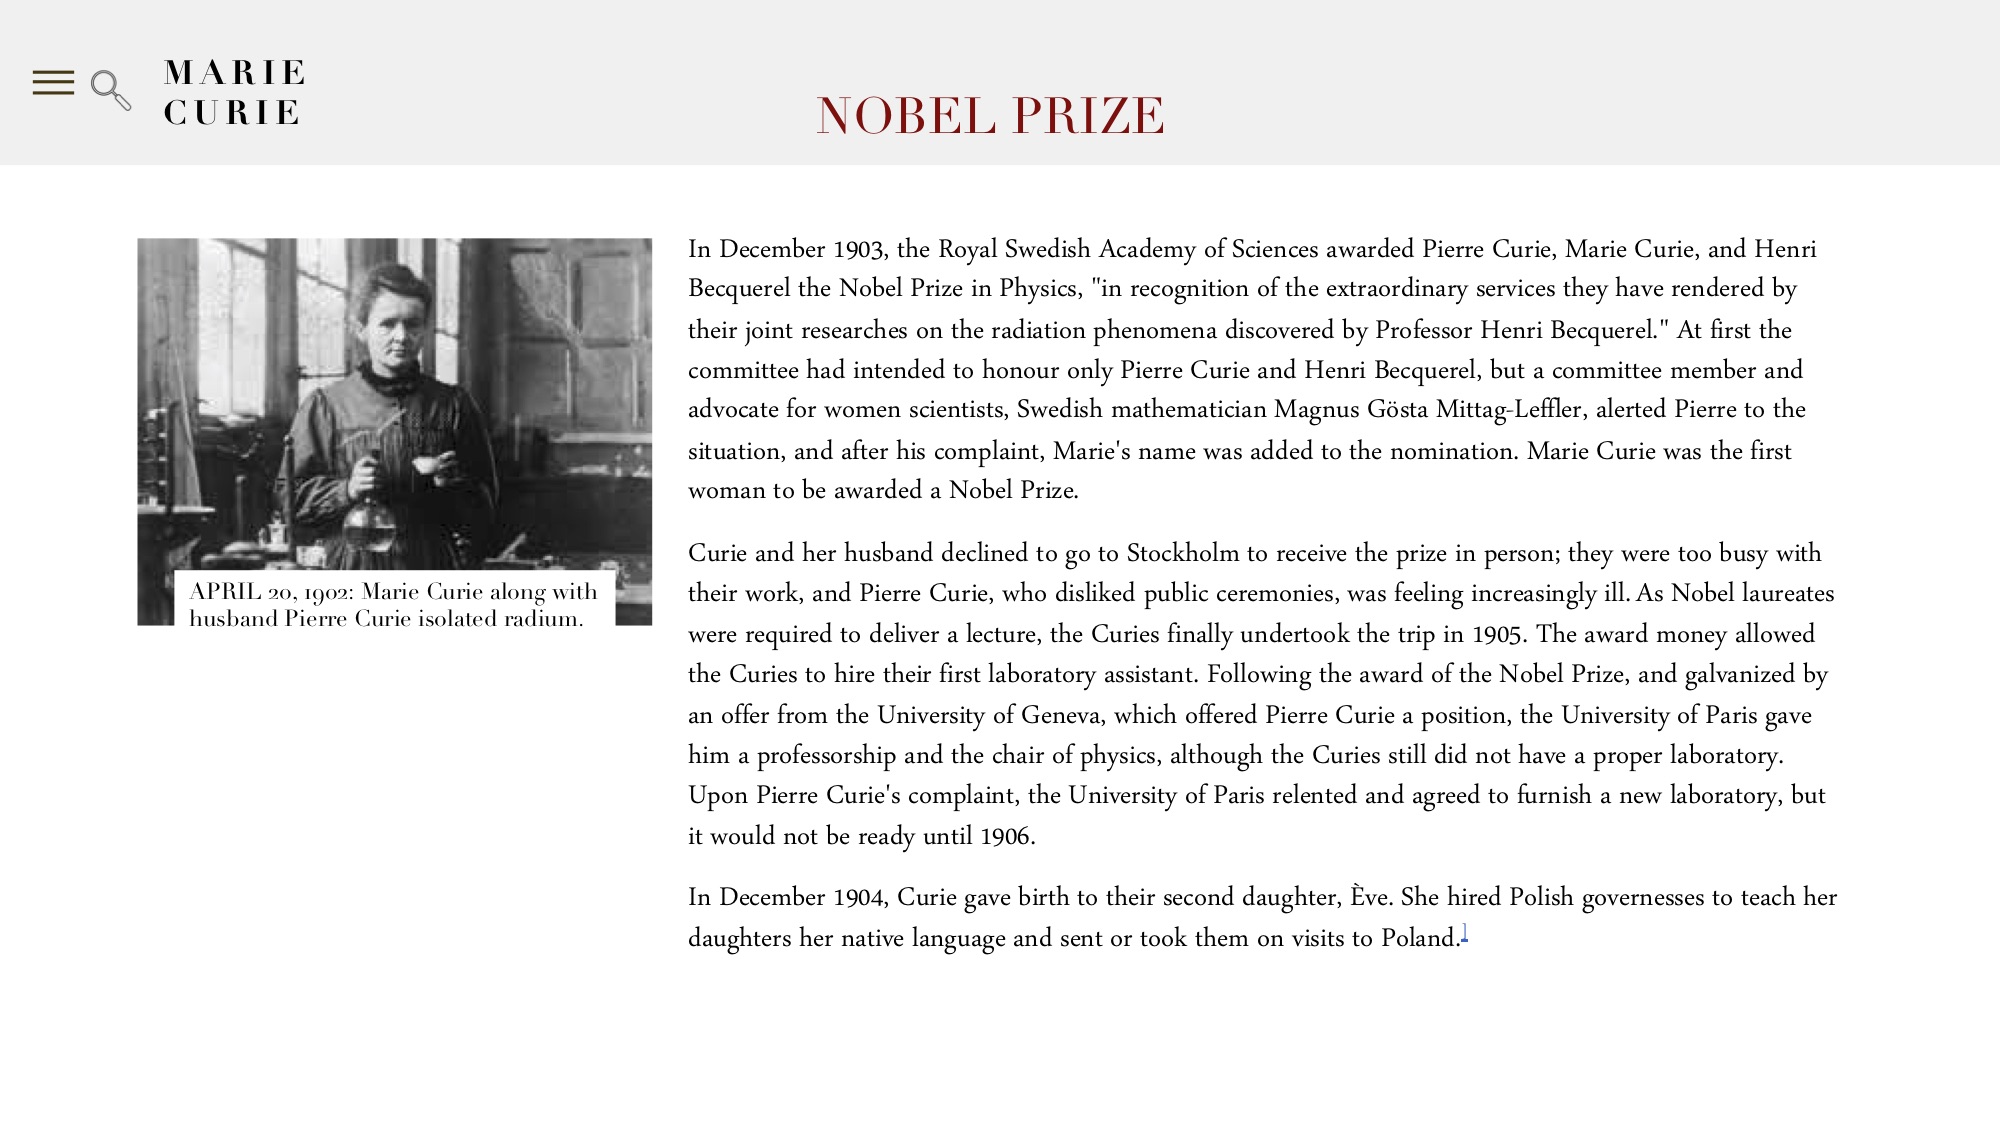 MARIE
CURIE
NOBEL PRIZE
APRIL 20, 1902: Marie Curie along with
husband Pierre Curie isolated radium.
In December 1903, the Royal Swedish Academy of Sciences awarded Pierre Curie, Marie Curie, and Henri
Becquerel the Nobel Prize in Physics, "in recognition of the extraordinary services they have rendered by
their joint researches on the radiation phenomena discovered by Professor Henri Becquerel." At first the
committee had intended to honour only Pierre Curie and Henri Becquerel, but a committee member and
advocate for women scientists, Swedish mathematician Magnus Gösta Mittag-Leffler, alerted Pierre to the
situation, and after his complaint, Marie's name was added to the nomination. Marie Curie was the first
woman to be awarded a Nobel Prize.
Curie and her husband declined to go to Stockholm to receive the prize in person; they were too busy with
their work, and Pierre Curie, who disliked public ceremonies, was feeling increasingly ill. As Nobel laureates
were required to deliver a lecture, the Curies finally undertook the trip in 1905. The award money allowed
the Curies to hire their first laboratory assistant. Following the award of the Nobel Prize, and galvanized by
an offer from the University of Geneva, which offered Pierre Curie a position, the University of Paris gave
him a professorship and the chair of physics, although the Curies still did not have a proper laboratory.
Upon Pierre Curie's complaint, the University of Paris relented and agreed to furnish a new laboratory, but
it would not be ready until 1906.
In December 1904, Curie gave birth to their second daughter, Ève. She hired Polish governesses to teach her
daughters her native language and sent or took them on visits to Poland.]